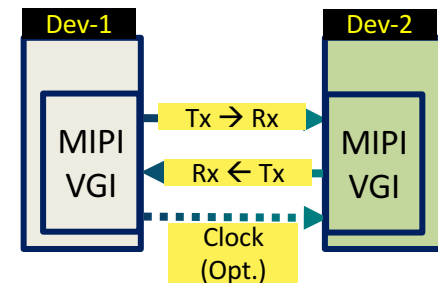 Dev-1
Dev-2
MIPI
VGI
Tx → Rx
Rx ← Tx
Clock
(Opt.)
MIPI
VGI